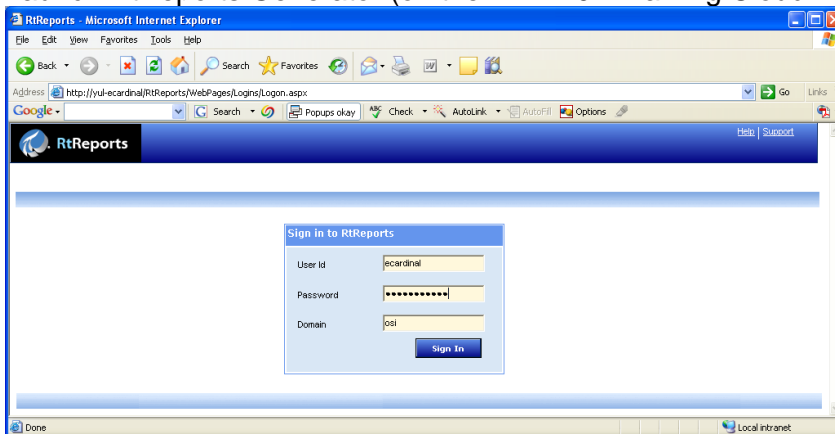 RtReports - Microsoft Internet Explorer
File Edit View Favorites Tools Help
Back Search Favorites
Address http://yul-ecardinal/RtReports/WebPages/Logins/Logon.aspx Go Links
Google Search Popups okay ABC Check AutoLink AutoFill Options
RtReports Help | Support
Sign in to RtReports
User Id ecardinal
Password •••••••••••
Domain osi
Sign In
Done Local intranet